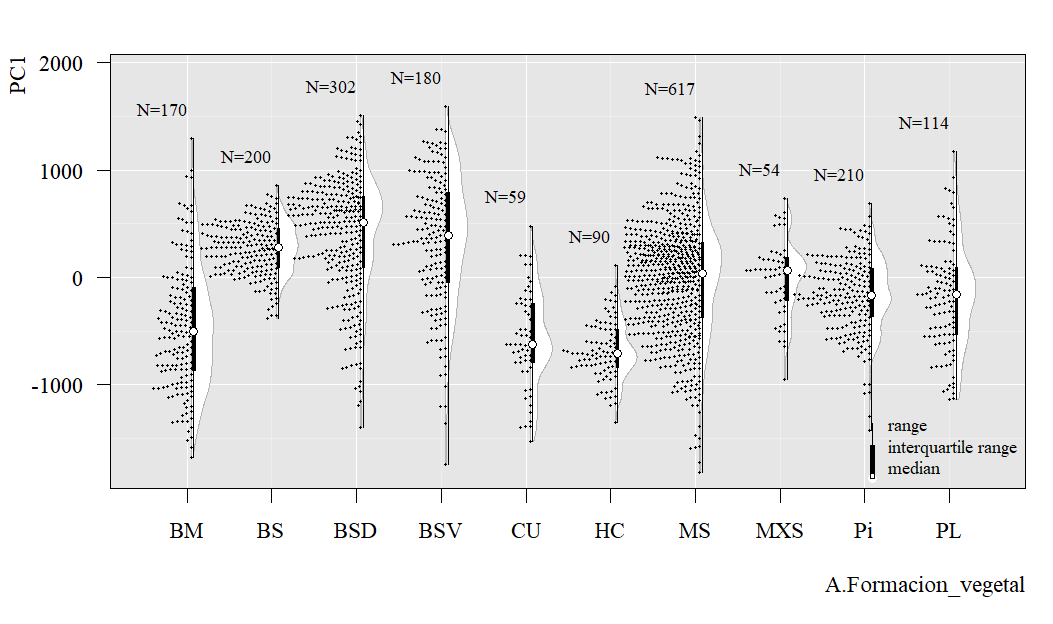 PC1
2000
1000
0
-1000
N=170
N=200
N=302
N=180
N=59
N=90
N=617
N=54
N=210
N=114
range
interquartile range
median
BM BS BSD BSV CU HC MS MXS Pi PL
A.Formacion_vegetal